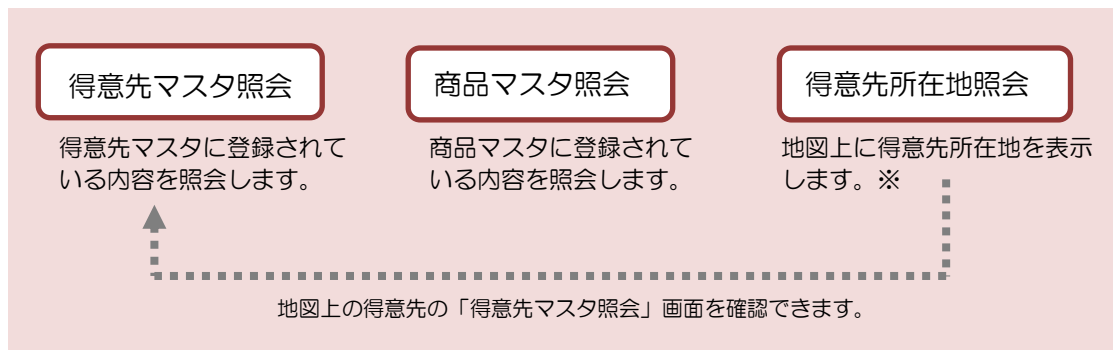 得意先マスタ照会
得意先マスタに登録されて
いる内容を照会します。
商品マスタ照会
商品マスタに登録されて
いる内容を照会します。
得意先所在地照会
地図上に得意先所在地を表示
します。※
地図上の得意先の「得意先マスタ照会」画面を確認できます。